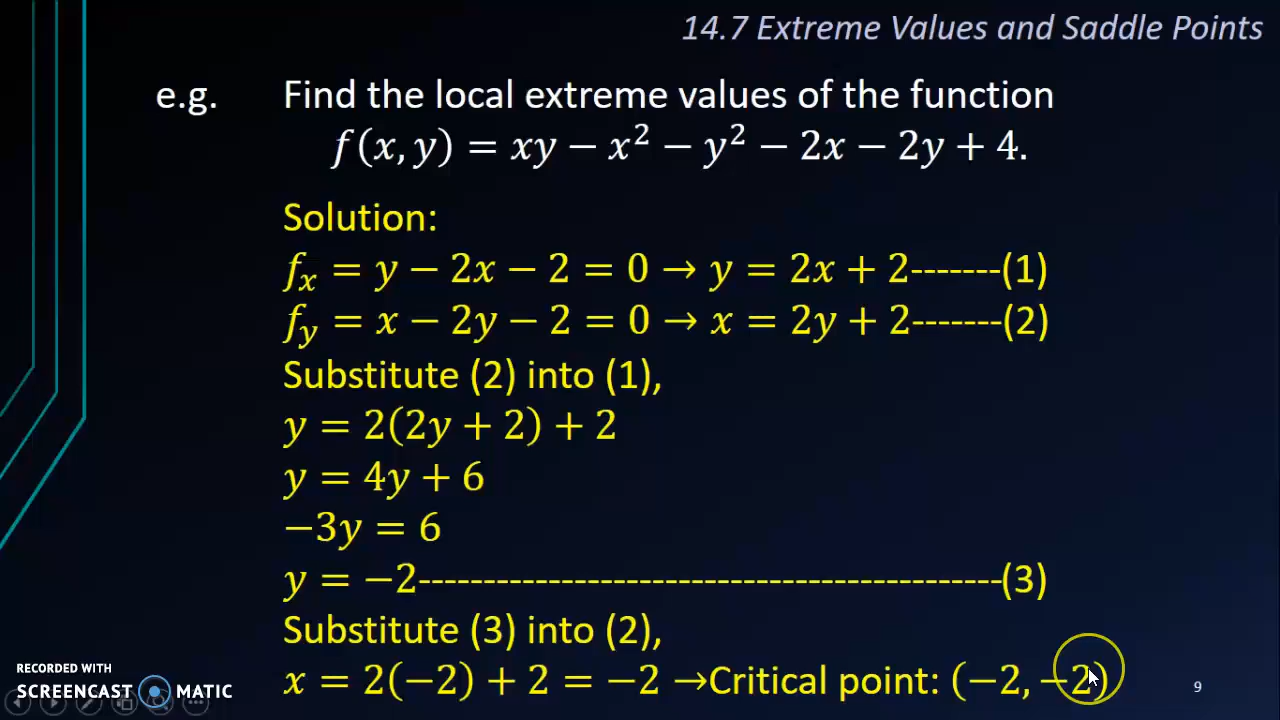 14.7 Extreme Values and Saddle Points
e.g. Find the local extreme values of the function
f(x, y) = xy − x² − y² − 2x − 2y + 4.
Solution:
fₓ = y − 2x − 2 = 0 → y = 2x + 2-------(1)
f_y = x − 2y − 2 = 0 → x = 2y + 2-------(2)
Substitute (2) into (1),
y = 2(2y + 2) + 2
y = 4y + 6
−3y = 6
y = −2---------------------------------------------(3)
Substitute (3) into (2),
x = 2(−2) + 2 = −2 →Critical point: (−2, −2)
RECORDED WITH
SCREENCAST MATIC
9